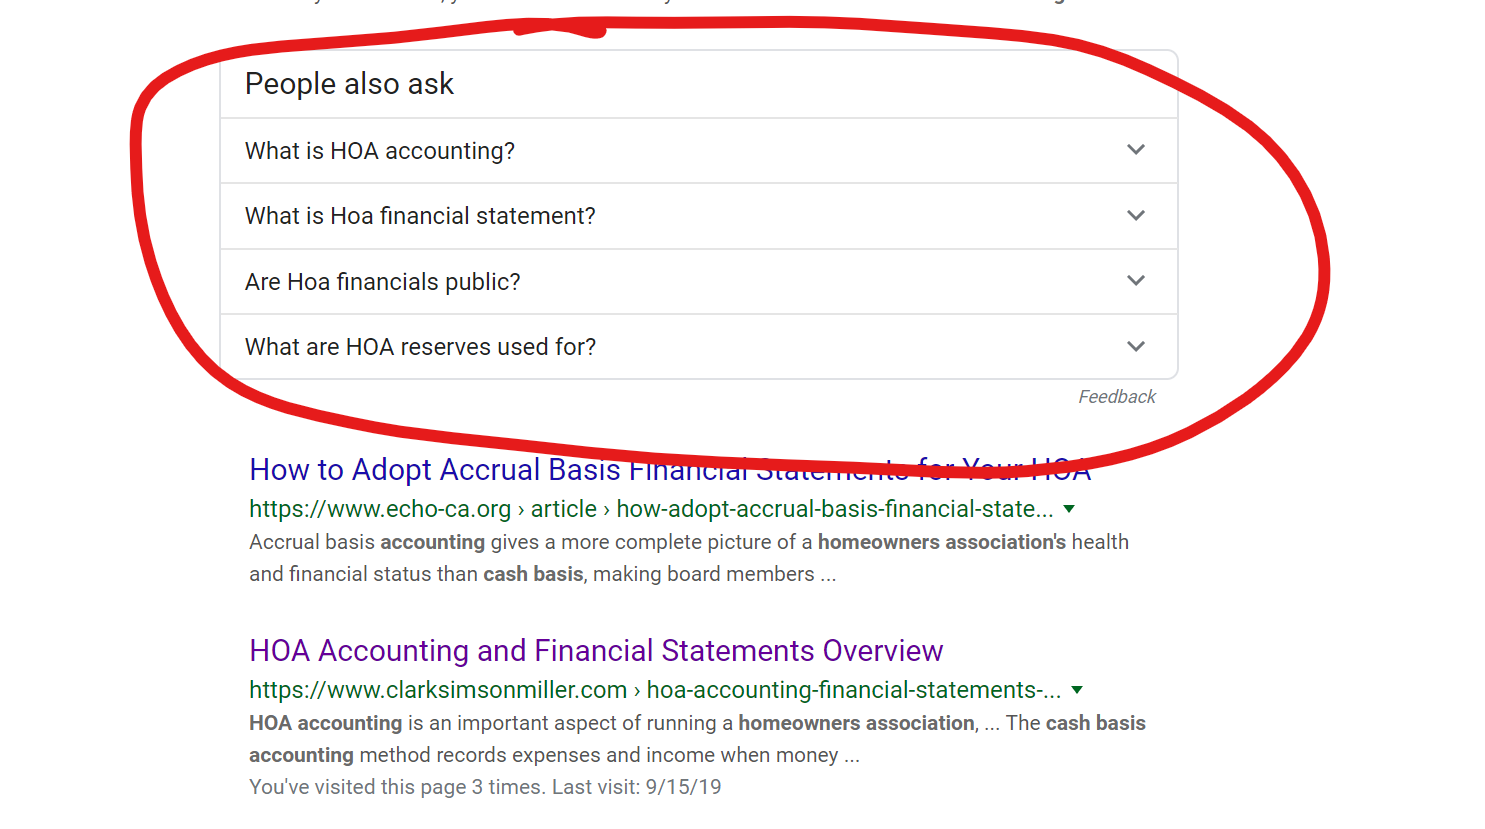 People also ask
What is HOA accounting?
What is Hoa financial statement?
Are Hoa financials public?
What are HOA reserves used for?
Feedback
How to Adopt Accrual Basis Financial Statements for Your HOA
https://www.echo-ca.org › article › how-adopt-accrual-basis-financial-state...
Accrual basis accounting gives a more complete picture of a homeowners association's health
and financial status than cash basis, making board members ...
HOA Accounting and Financial Statements Overview
https://www.clarksimsonmiller.com › hoa-accounting-financial-statements-...
HOA accounting is an important aspect of running a homeowners association, ... The cash basis
accounting method records expenses and income when money ...
You've visited this page 3 times. Last visit: 9/15/19